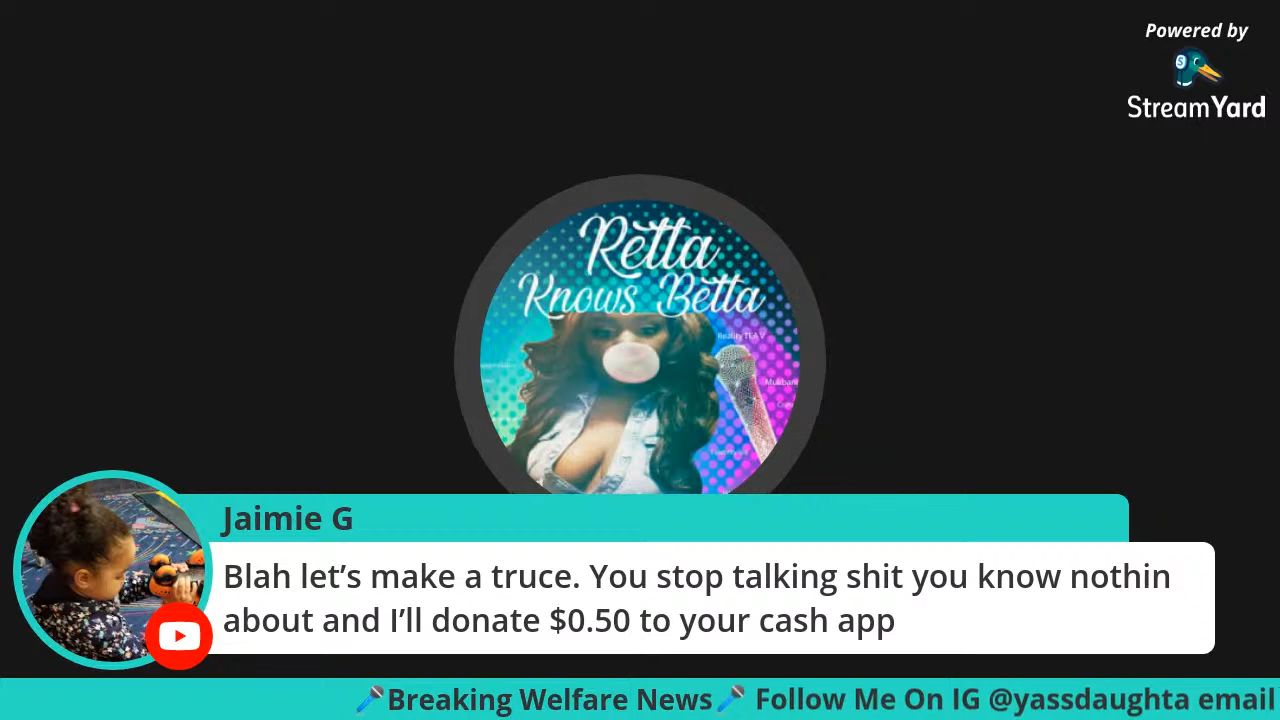 Powered by
StreamYard
Retta
Knows Betta
Jaimie G
Blah let’s make a truce. You stop talking shit you know nothin
about and I’ll donate $0.50 to your cash app
🎤Breaking Welfare News🎤 Follow Me On IG @yassdaughta email